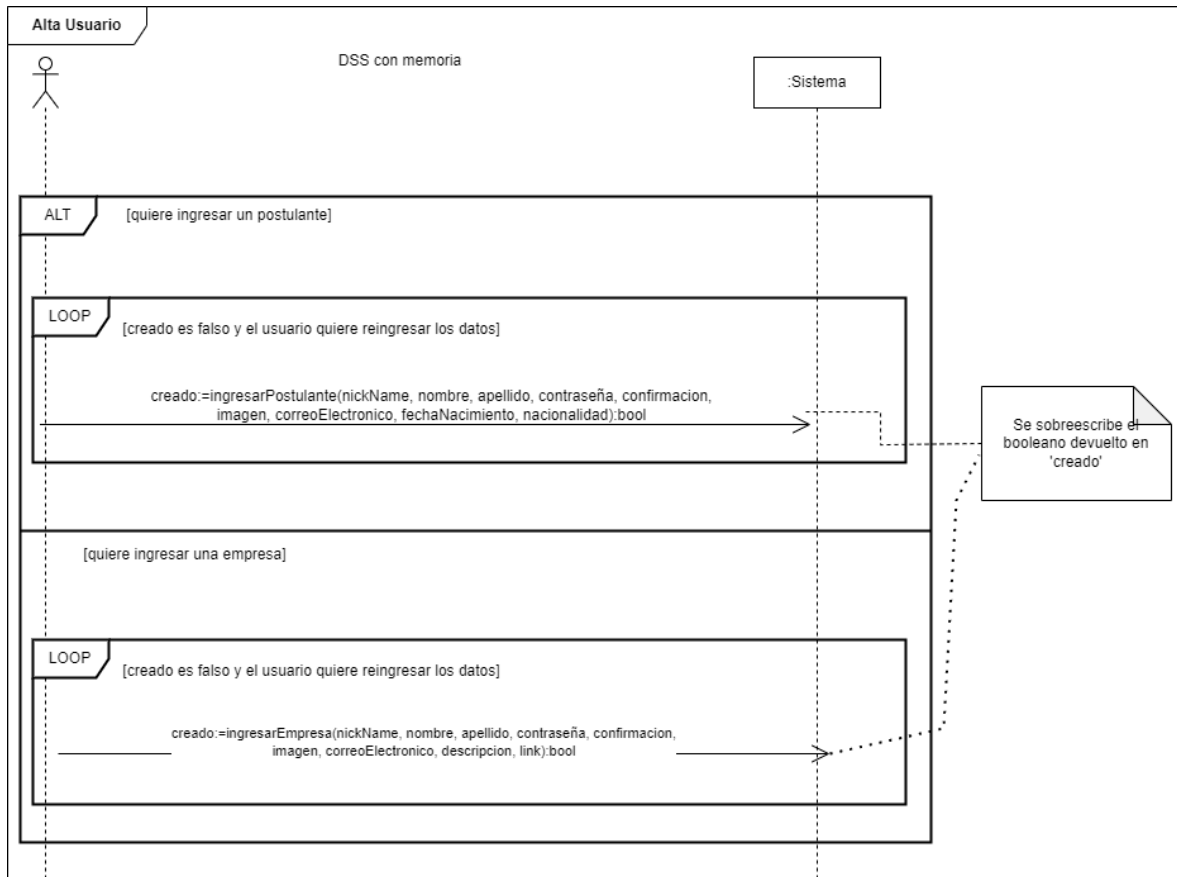 Alta Usuario
DSS con memoria
:Sistema
ALT
[quiere ingresar un postulante]
LOOP
[creado es falso y el usuario quiere reingresar los datos]
creado:=ingresarPostulante(nickName, nombre, apellido, contraseña, confirmacion,
imagen, correoElectronico, fechaNacimiento, nacionalidad):bool
Se sobreescribe el
booleano devuelto en
'creado'
[quiere ingresar una empresa]
LOOP
[creado es falso y el usuario quiere reingresar los datos]
creado:=ingresarEmpresa(nickName, nombre, apellido, contraseña, confirmacion,
imagen, correoElectronico, descripcion, link):bool